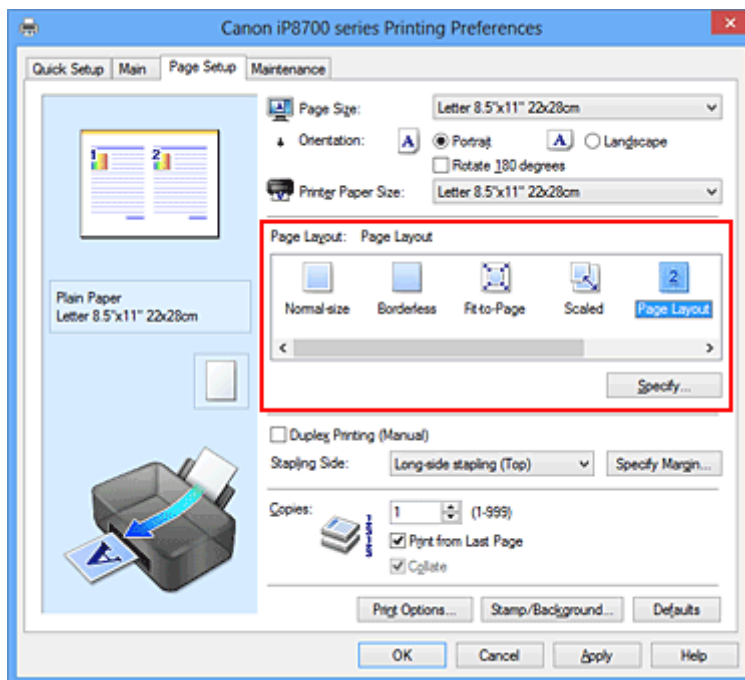 Canon iP8700 series Printing Preferences
Quick Setup Main Page Setup Maintenance
1 2
Page Size: Letter 8.5"x11" 22x28cm
Orientation: A Portrait A Landscape
Rotate 180 degrees
Printer Paper Size: Letter 8.5"x11" 22x28cm
Page Layout: Page Layout
2
Normal-size Borderless Fit-to-Page Scaled Page Layout
Plain Paper
Letter 8.5"x11" 22x28cm
Specify...
Duplex Printing (Manual)
Stapling Side: Long-side stapling (Top) Specify Margin...
Copies: 1 (1-999)
Print from Last Page
Collate
A
Print Options... Stamp/Background... Defaults
OK Cancel Apply Help